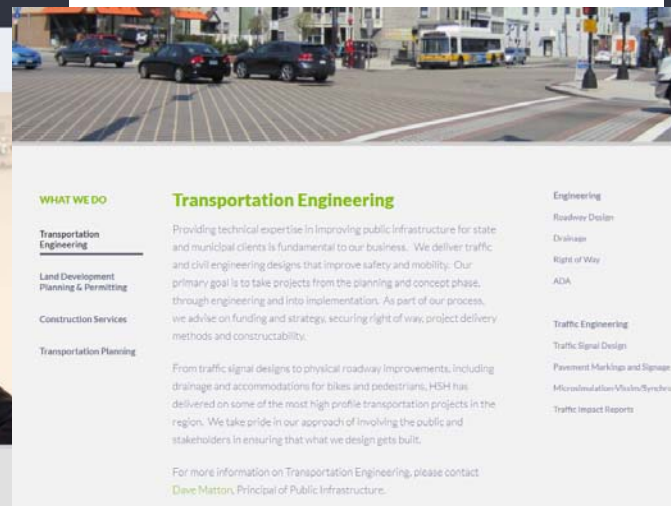 WHAT WE DO
Transportation
Engineering
Land Development
Planning & Permitting
Construction Services
Transportation Planning
Transportation Engineering
Providing technical expertise in improving public infrastructure for state
and municipal clients is fundamental to our business. We deliver traffic
and civil engineering designs that improve safety and mobility. Our
primary goal is to take projects from the planning and concept phase,
through engineering and into implementation. As part of our process,
we advise on funding and strategy, securing right of way, project delivery
methods and constructability.
From traffic signal designs to physical roadway improvements, including
drainage and accommodations for bikes and pedestrians, HSH has
delivered on some of the most high profile transportation projects in the
region. We take pride in our approach of involving the public and
stakeholders in ensuring that what we design gets built.
For more information on Transportation Engineering, please contact
Dave Matton, Principal of Public Infrastructure.
Engineering
Roadway Design
Drainage
Right of Way
ADA
Traffic Engineering
Traffic Signal Design
Pavement Markings and Signage
Microsimulation-Vissim/Synchro
Traffic Impact Reports